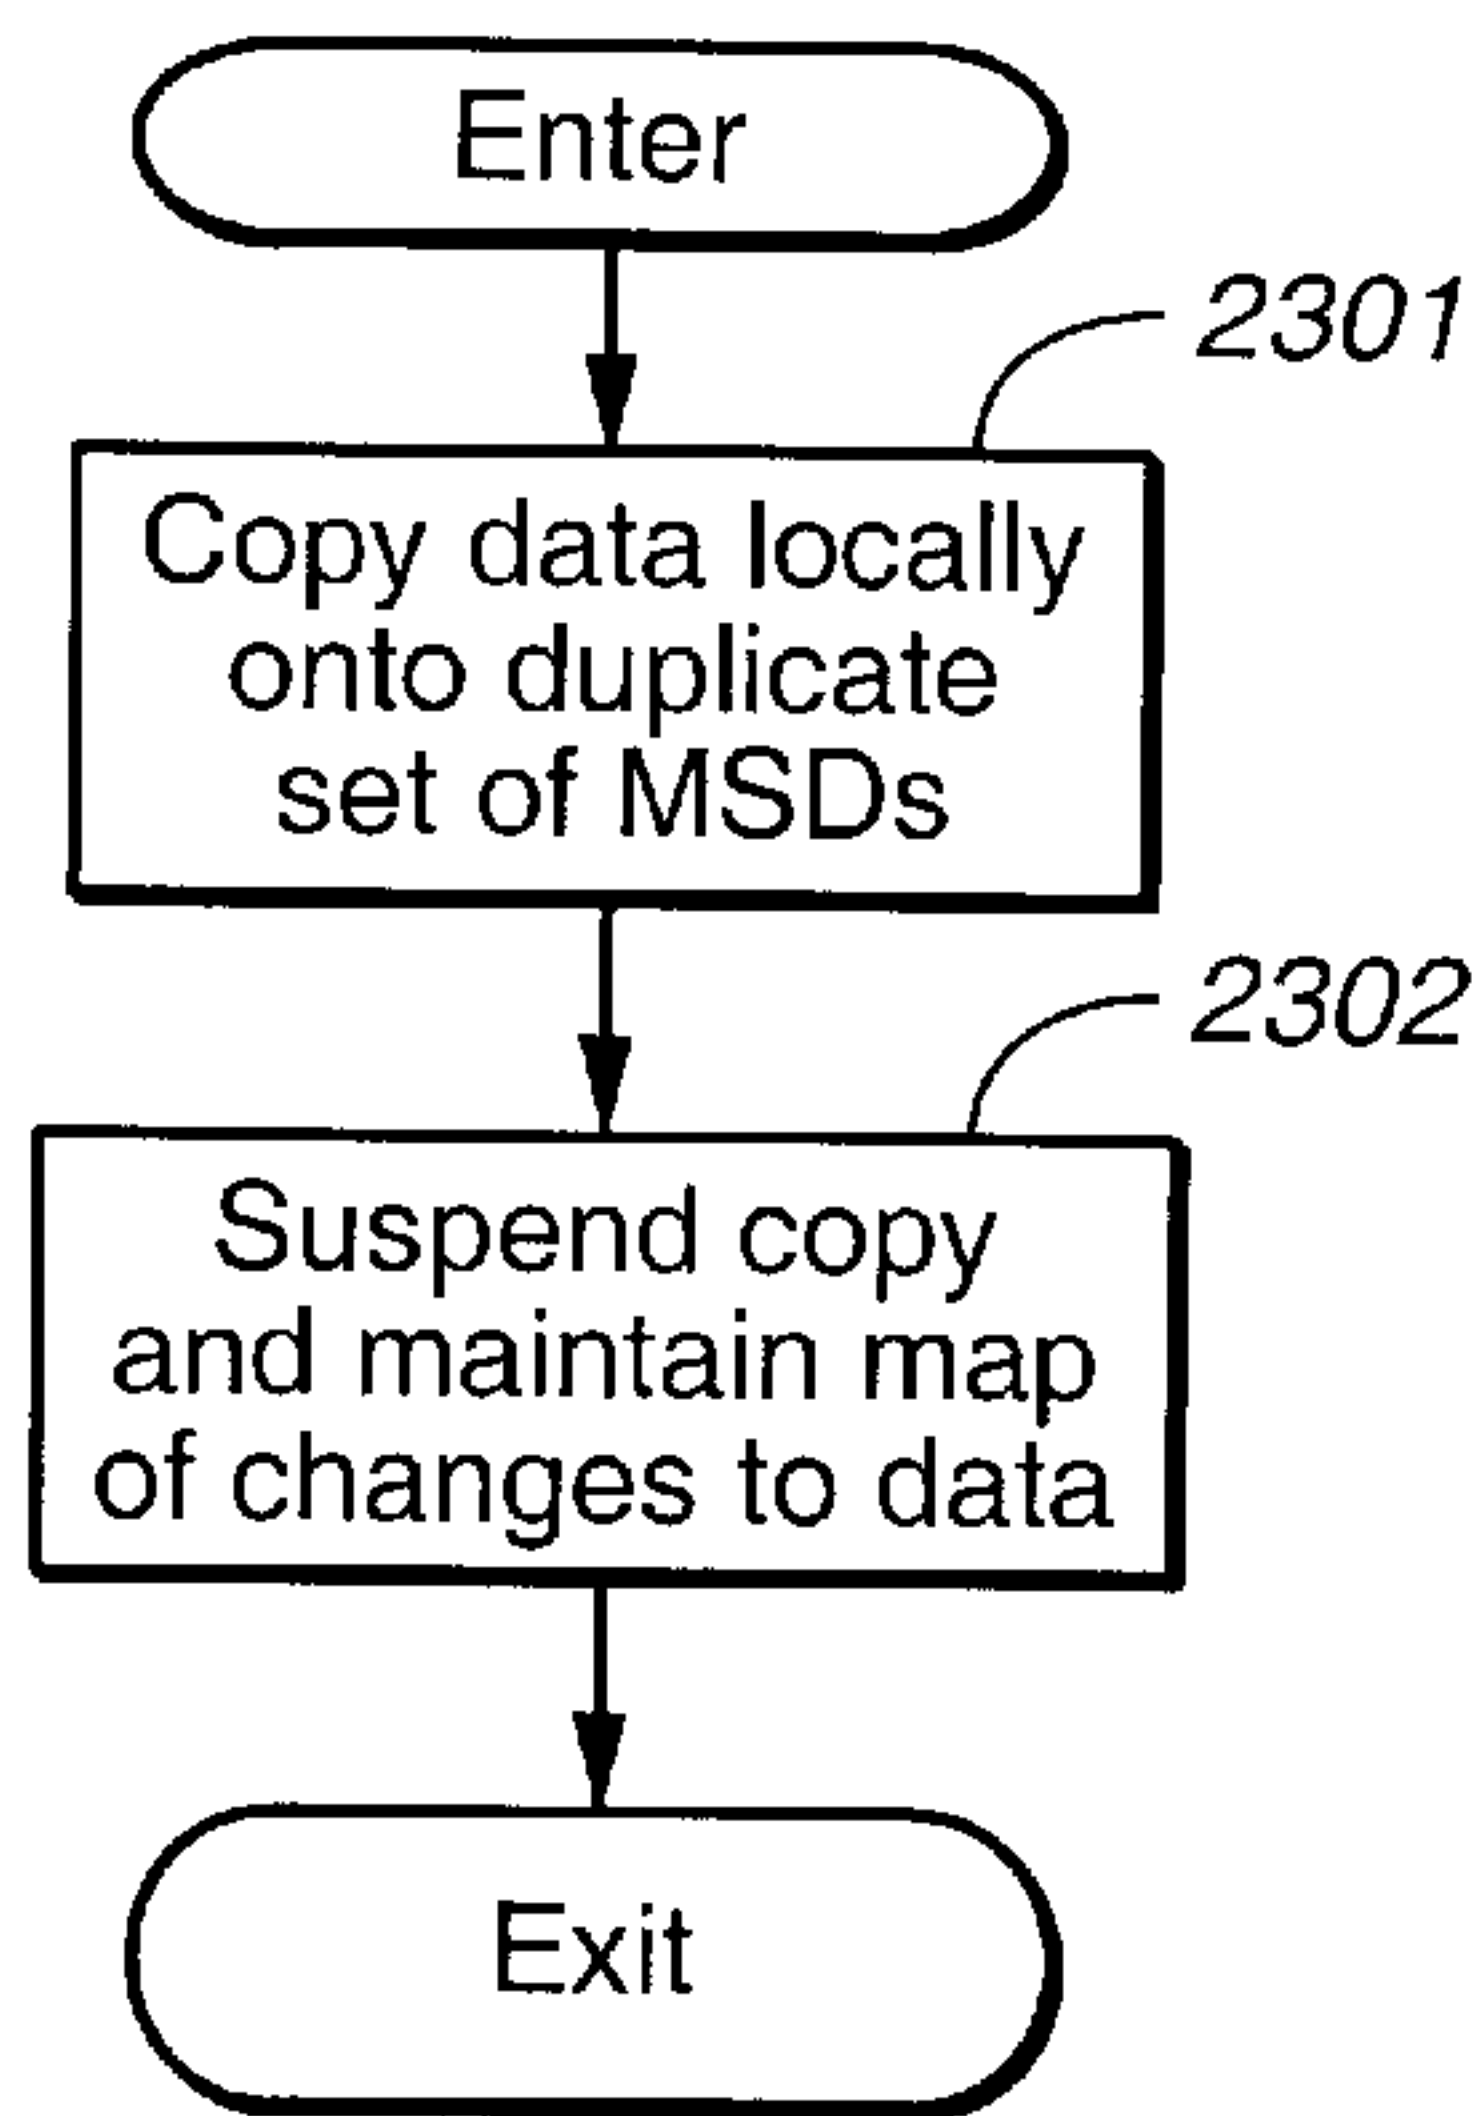 Enter
2301
Copy data locally
onto duplicate
set of MSDs
2302
Suspend copy
and maintain map
of changes to data
Exit